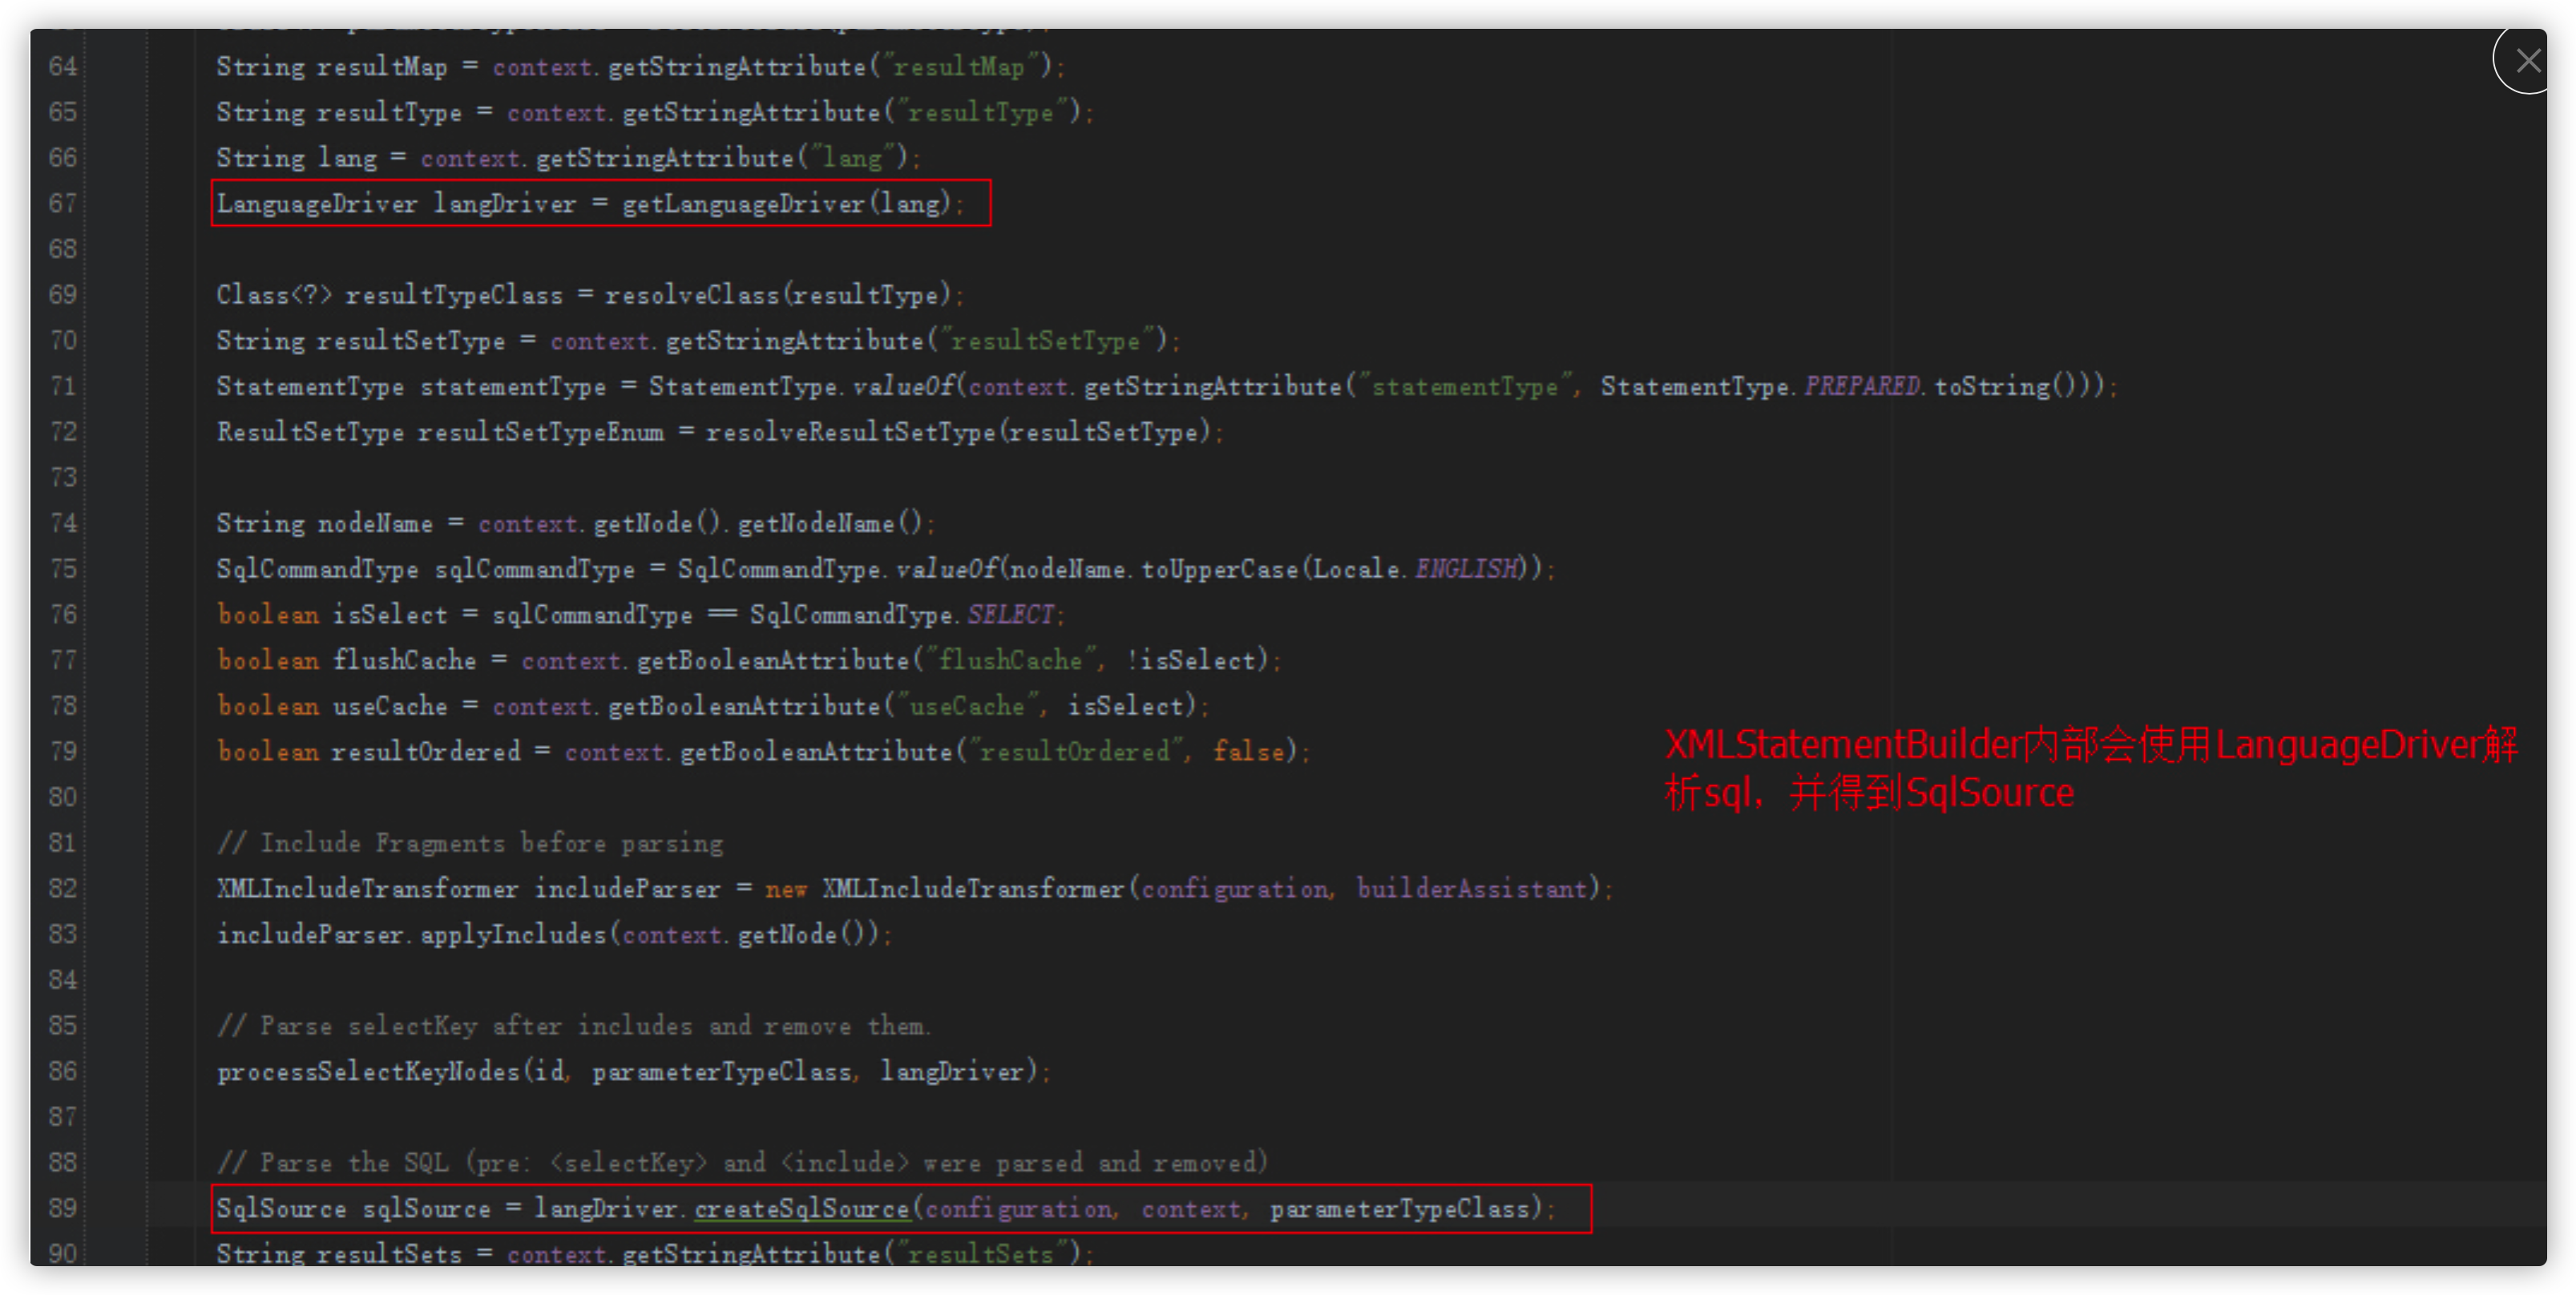 64 String resultMap = context.getStringAttribute("resultMap");
65 String resultType = context.getStringAttribute("resultType");
66 String lang = context.getStringAttribute("lang");
67 LanguageDriver langDriver = getLanguageDriver(lang);
68
69 Class<?> resultTypeClass = resolveClass(resultType);
70 String resultSetType = context.getStringAttribute("resultSetType");
71 StatementType statementType = StatementType.valueOf(context.getStringAttribute("statementType", StatementType.PREPARED.toString()));
72 ResultSetType resultSetTypeEnum = resolveResultSetType(resultSetType);
73
74 String nodeName = context.getNode().getNodeName();
75 SqlCommandType sqlCommandType = SqlCommandType.valueOf(nodeName.toUpperCase(Locale.ENGLISH));
76 boolean isSelect = sqlCommandType == SqlCommandType.SELECT;
77 boolean flushCache = context.getBooleanAttribute("flushCache", !isSelect);
78 boolean useCache = context.getBooleanAttribute("useCache", isSelect);
79 boolean resultOrdered = context.getBooleanAttribute("resultOrdered", false);
XMLStatementBuilder内部会使用LanguageDriver解
析sql，并得到SqlSource
80
81 // Include Fragments before parsing
82 XMLIncludeTransformer includeParser = new XMLIncludeTransformer(configuration, builderAssistant);
83 includeParser.applyIncludes(context.getNode());
84
85 // Parse selectKey after includes and remove them.
86 processSelectKeyNodes(id, parameterTypeClass, langDriver);
87
88 // Parse the SQL (pre: <selectKey> and <include> were parsed and removed)
89 SqlSource sqlSource = langDriver.createSqlSource(configuration, context, parameterTypeClass);
90 String resultSets = context.getStringAttribute("resultSets");